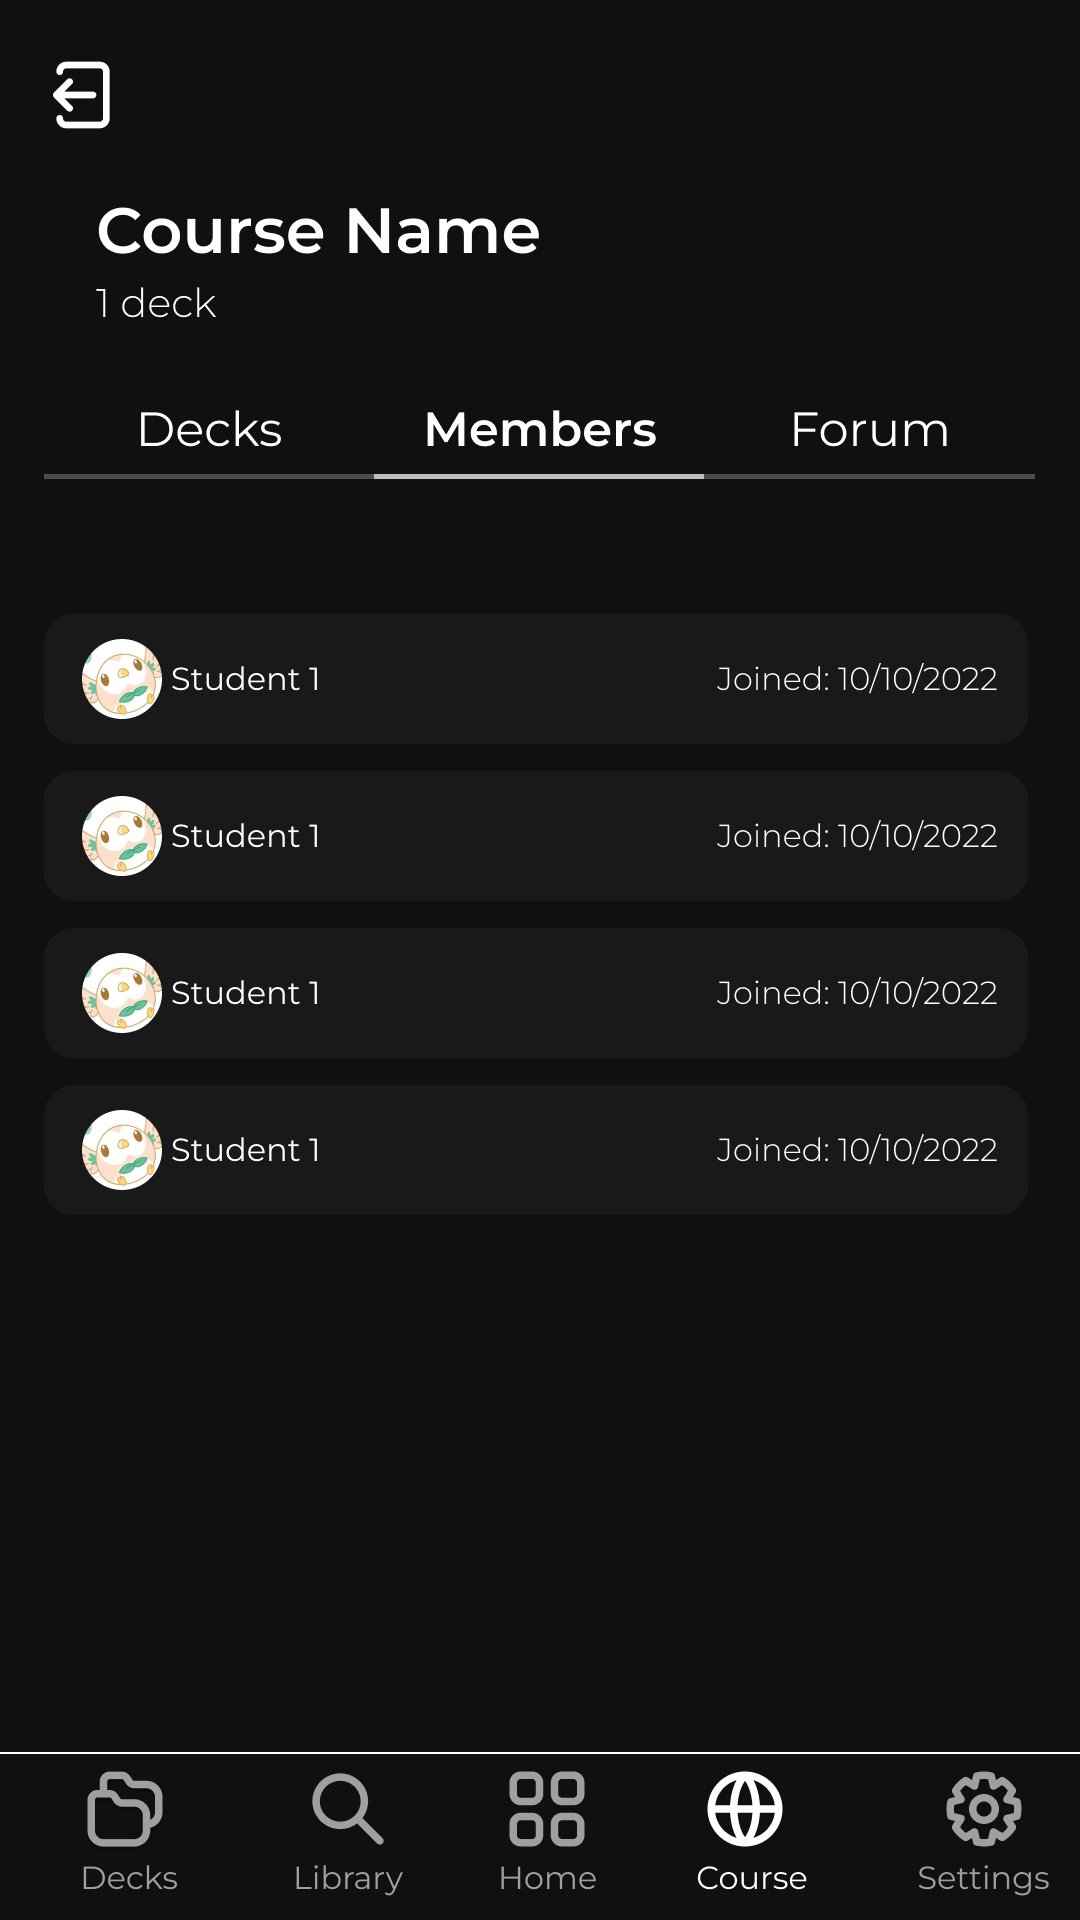 Course Name
1 deck
Decks Members Forum
Student 1 Joined: 10/10/2022
Student 1 Joined: 10/10/2022
Student 1 Joined: 10/10/2022
Student 1 Joined: 10/10/2022
Decks Library Home Course Settings